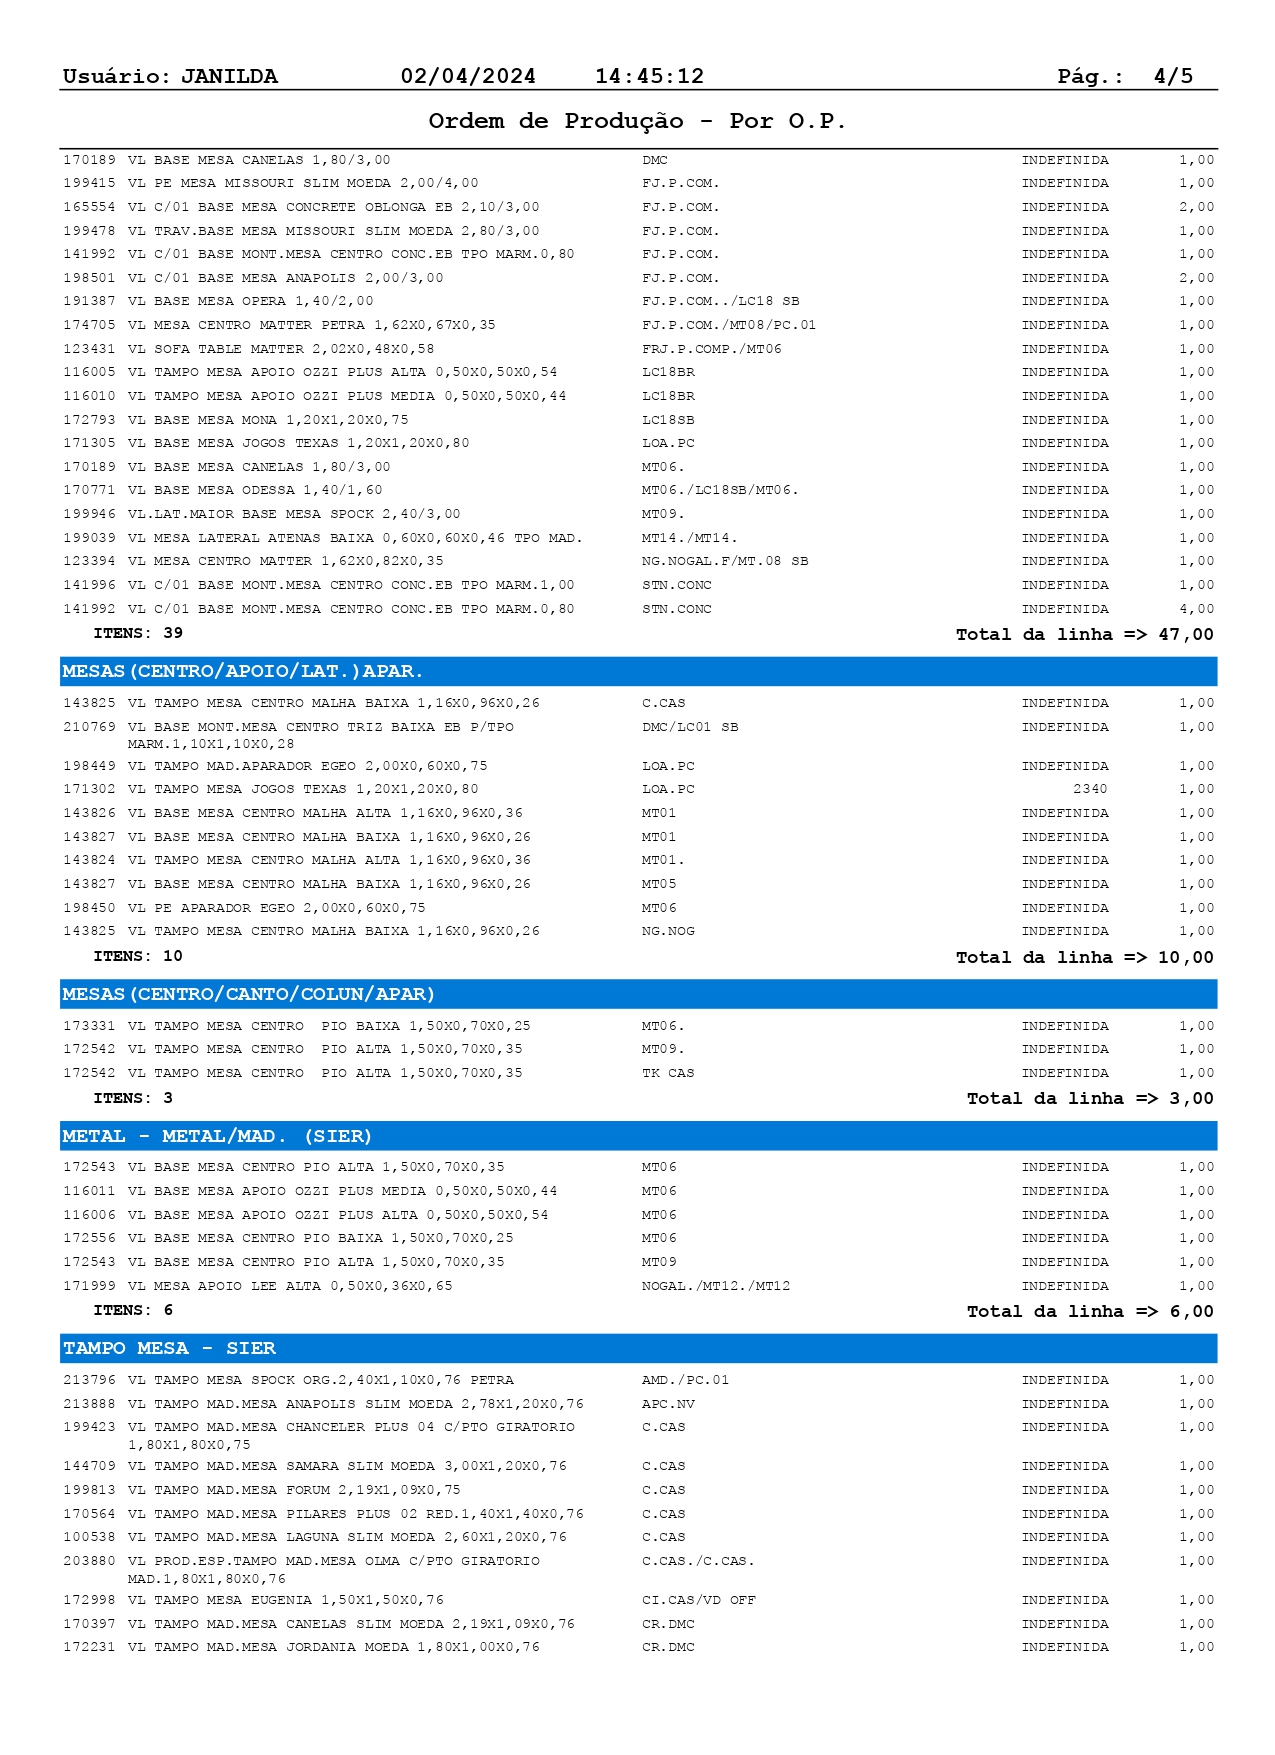 Usuário: JANILDA 02/04/2024 14:45:12 Pág.: 4/5
Ordem de Produção - Por O.P.
170189 VL BASE MESA CANELAS 1,80/3,00 DMC INDEFINIDA 1,00
199415 VL PE MESA MISSOURI SLIM MOEDA 2,00/4,00 FJ.P.COM. INDEFINIDA 1,00
165554 VL C/01 BASE MESA CONCRETE OBLONGA EB 2,10/3,00 FJ.P.COM. INDEFINIDA 2,00
199478 VL TRAV.BASE MESA MISSOURI SLIM MOEDA 2,80/3,00 FJ.P.COM. INDEFINIDA 1,00
141992 VL C/01 BASE MONT.MESA CENTRO CONC.EB TPO MARM.0,80 FJ.P.COM. INDEFINIDA 1,00
198501 VL C/01 BASE MESA ANAPOLIS 2,00/3,00 FJ.P.COM. INDEFINIDA 2,00
191387 VL BASE MESA OPERA 1,40/2,00 FJ.P.COM../LC18 SB INDEFINIDA 1,00
174705 VL MESA CENTRO MATTER PETRA 1,62X0,67X0,35 FJ.P.COM./MT08/PC.01 INDEFINIDA 1,00
123431 VL SOFA TABLE MATTER 2,02X0,48X0,58 FRJ.P.COMP./MT06 INDEFINIDA 1,00
116005 VL TAMPO MESA APOIO OZZI PLUS ALTA 0,50X0,50X0,54 LC18BR INDEFINIDA 1,00
116010 VL TAMPO MESA APOIO OZZI PLUS MEDIA 0,50X0,50X0,44 LC18BR INDEFINIDA 1,00
172793 VL BASE MESA MONA 1,20X1,20X0,75 LC18SB INDEFINIDA 1,00
171305 VL BASE MESA JOGOS TEXAS 1,20X1,20X0,80 LOA.PC INDEFINIDA 1,00
170189 VL BASE MESA CANELAS 1,80/3,00 MT06. INDEFINIDA 1,00
170771 VL BASE MESA ODESSA 1,40/1,60 MT06./LC18SB/MT06. INDEFINIDA 1,00
199946 VL.LAT.MAIOR BASE MESA SPOCK 2,40/3,00 MT09. INDEFINIDA 1,00
199039 VL MESA LATERAL ATENAS BAIXA 0,60X0,60X0,46 TPO MAD. MT14./MT14. INDEFINIDA 1,00
123394 VL MESA CENTRO MATTER 1,62X0,82X0,35 NG.NOGAL.F/MT.08 SB INDEFINIDA 1,00
141996 VL C/01 BASE MONT.MESA CENTRO CONC.EB TPO MARM.1,00 STN.CONC INDEFINIDA 1,00
141992 VL C/01 BASE MONT.MESA CENTRO CONC.EB TPO MARM.0,80 STN.CONC INDEFINIDA 4,00
ITENS: 39 Total da linha => 47,00
MESAS(CENTRO/APOIO/LAT.)APAR.
143825 VL TAMPO MESA CENTRO MALHA BAIXA 1,16X0,96X0,26 C.CAS INDEFINIDA 1,00
210769 VL BASE MONT.MESA CENTRO TRIZ BAIXA EB P/TPO DMC/LC01 SB INDEFINIDA 1,00
MARM.1,10X1,10X0,28
198449 VL TAMPO MAD.APARADOR EGEO 2,00X0,60X0,75 LOA.PC INDEFINIDA 1,00
171302 VL TAMPO MESA JOGOS TEXAS 1,20X1,20X0,80 LOA.PC 2340 1,00
143826 VL BASE MESA CENTRO MALHA ALTA 1,16X0,96X0,36 MT01 INDEFINIDA 1,00
143827 VL BASE MESA CENTRO MALHA BAIXA 1,16X0,96X0,26 MT01 INDEFINIDA 1,00
143824 VL TAMPO MESA CENTRO MALHA ALTA 1,16X0,96X0,36 MT01. INDEFINIDA 1,00
143827 VL BASE MESA CENTRO MALHA BAIXA 1,16X0,96X0,26 MT05 INDEFINIDA 1,00
198450 VL PE APARADOR EGEO 2,00X0,60X0,75 MT06 INDEFINIDA 1,00
143825 VL TAMPO MESA CENTRO MALHA BAIXA 1,16X0,96X0,26 NG.NOG INDEFINIDA 1,00
ITENS: 10 Total da linha => 10,00
MESAS(CENTRO/CANTO/COLUN/APAR)
173331 VL TAMPO MESA CENTRO  PIO BAIXA 1,50X0,70X0,25 MT06. INDEFINIDA 1,00
172542 VL TAMPO MESA CENTRO  PIO ALTA 1,50X0,70X0,35 MT09. INDEFINIDA 1,00
172542 VL TAMPO MESA CENTRO  PIO ALTA 1,50X0,70X0,35 TK CAS INDEFINIDA 1,00
ITENS: 3 Total da linha => 3,00
METAL - METAL/MAD. (SIER)
172543 VL BASE MESA CENTRO PIO ALTA 1,50X0,70X0,35 MT06 INDEFINIDA 1,00
116011 VL BASE MESA APOIO OZZI PLUS MEDIA 0,50X0,50X0,44 MT06 INDEFINIDA 1,00
116006 VL BASE MESA APOIO OZZI PLUS ALTA 0,50X0,50X0,54 MT06 INDEFINIDA 1,00
172556 VL BASE MESA CENTRO PIO BAIXA 1,50X0,70X0,25 MT06 INDEFINIDA 1,00
172543 VL BASE MESA CENTRO PIO ALTA 1,50X0,70X0,35 MT09 INDEFINIDA 1,00
171999 VL MESA APOIO LEE ALTA 0,50X0,36X0,65 NOGAL./MT12./MT12 INDEFINIDA 1,00
ITENS: 6 Total da linha => 6,00
TAMPO MESA - SIER
213796 VL TAMPO MESA SPOCK ORG.2,40X1,10X0,76 PETRA AMD./PC.01 INDEFINIDA 1,00
213888 VL TAMPO MAD.MESA ANAPOLIS SLIM MOEDA 2,78X1,20X0,76 APC.NV INDEFINIDA 1,00
199423 VL TAMPO MAD.MESA CHANCELER PLUS 04 C/PTO GIRATORIO C.CAS INDEFINIDA 1,00
1,80X1,80X0,75
144709 VL TAMPO MAD.MESA SAMARA SLIM MOEDA 3,00X1,20X0,76 C.CAS INDEFINIDA 1,00
199813 VL TAMPO MAD.MESA FORUM 2,19X1,09X0,75 C.CAS INDEFINIDA 1,00
170564 VL TAMPO MAD.MESA PILARES PLUS 02 RED.1,40X1,40X0,76 C.CAS INDEFINIDA 1,00
100538 VL TAMPO MAD.MESA LAGUNA SLIM MOEDA 2,60X1,20X0,76 C.CAS INDEFINIDA 1,00
203880 VL PROD.ESP.TAMPO MAD.MESA OLMA C/PTO GIRATORIO C.CAS./C.CAS. INDEFINIDA 1,00
MAD.1,80X1,80X0,76
172998 VL TAMPO MESA EUGENIA 1,50X1,50X0,76 CI.CAS/VD OFF INDEFINIDA 1,00
170397 VL TAMPO MAD.MESA CANELAS SLIM MOEDA 2,19X1,09X0,76 CR.DMC INDEFINIDA 1,00
172231 VL TAMPO MAD.MESA JORDANIA MOEDA 1,80X1,00X0,76 CR.DMC INDEFINIDA 1,00